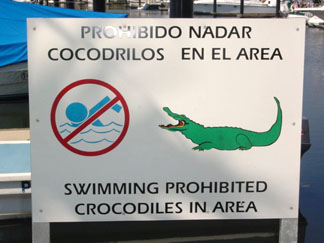 PROHIBIDO NADAR
COCODRILOS EN EL AREA
SWIMMING PROHIBITED
CROCODILES IN AREA